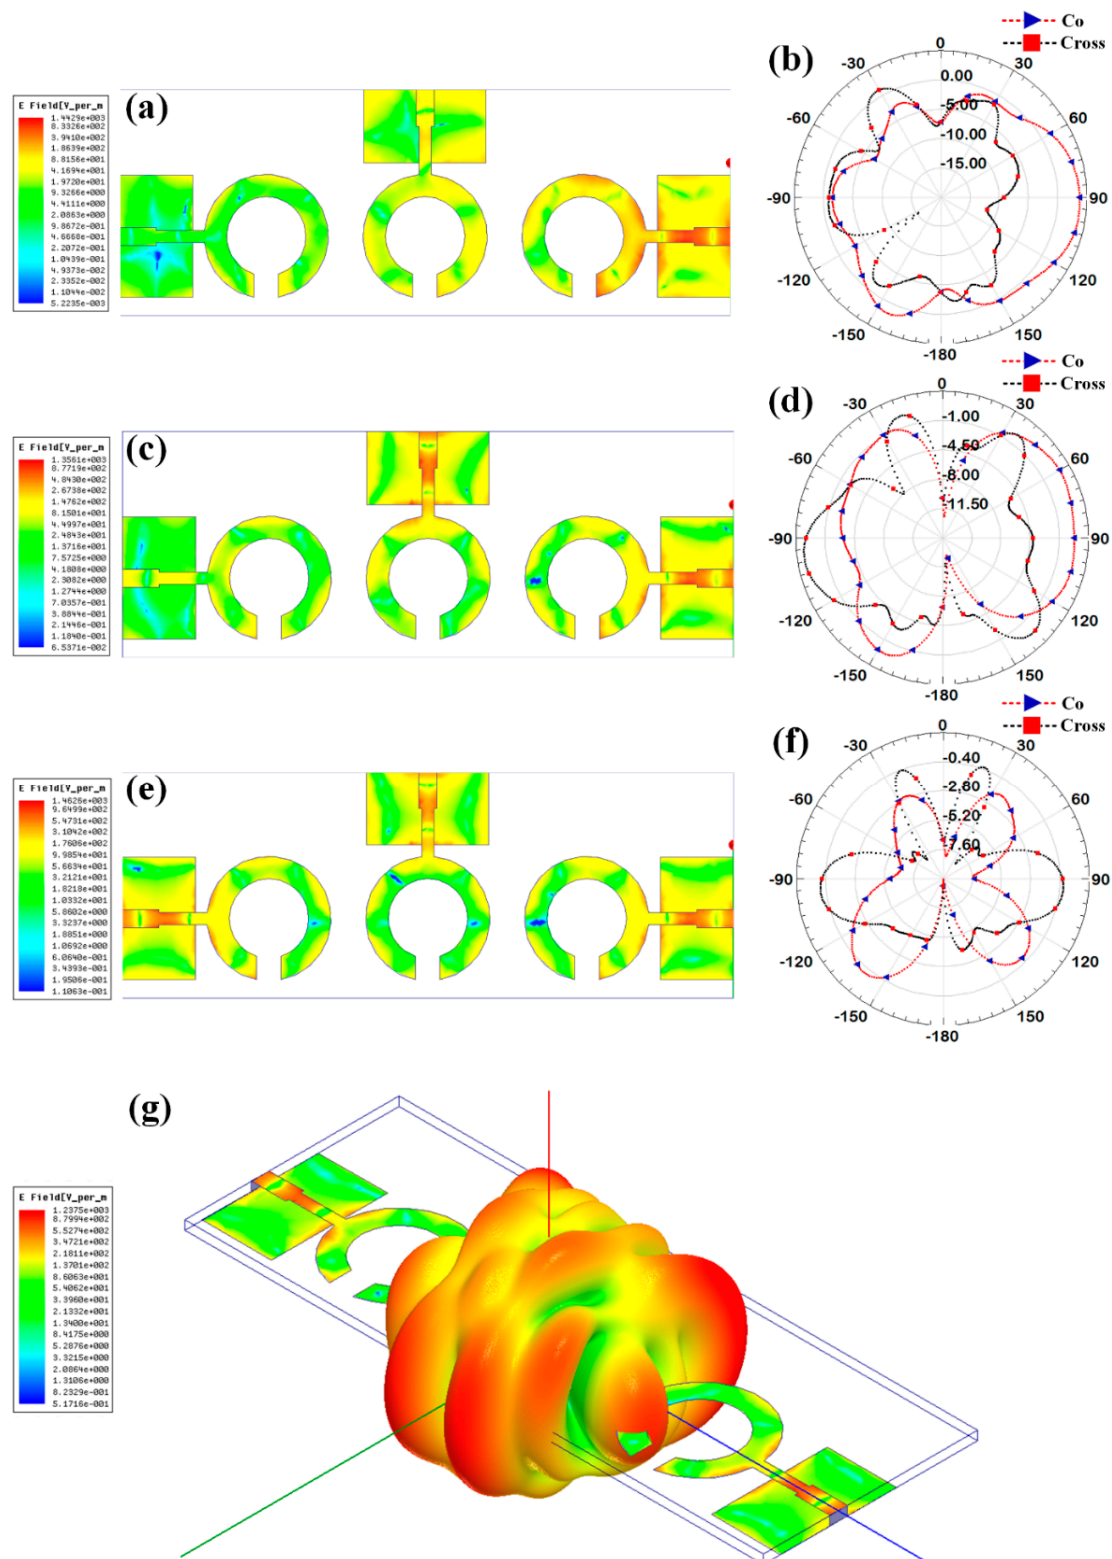 Co
Cross
(a)
(b)
E Field[V_per_m
1.4429e+003
8.3326e+002
3.9410e+002
1.8639e+002
8.8156e+001
4.1694e+001
1.9720e+001
9.3266e+000
4.4111e+000
2.0863e+000
9.8672e-001
4.6668e-001
2.2072e-001
1.0439e-001
4.9373e-002
2.3352e-002
1.1044e-002
5.2235e-003
0
-30
30
0.00
-5.00
-10.00
-15.00
-60
60
-90
90
-120
120
-150
150
-180
Co
Cross
(c)
(d)
E Field[V_per_m
1.3561e+003
8.7719e+002
4.8430e+002
2.6738e+002
1.4762e+002
8.1501e+001
4.4997e+001
2.4843e+001
1.3716e+001
7.5725e+000
4.1808e+000
2.3082e+000
1.2744e+000
7.0357e-001
3.8844e-001
2.1446e-001
1.1840e-001
6.5371e-002
0
-30
30
-1.00
-4.50
-8.00
-11.50
-60
60
-90
90
-120
120
-150
150
-180
Co
Cross
(e)
(f)
E Field[V_per_m
1.4626e+003
9.6499e+002
5.4731e+002
3.1042e+002
1.7606e+002
9.9854e+001
5.6634e+001
3.2121e+001
1.8218e+001
1.0332e+001
5.8602e+000
3.3237e+000
1.8851e+000
1.0692e+000
6.0640e-001
3.4393e-001
1.9506e-001
1.1063e-001
0
-30
30
-0.40
-2.80
-5.20
7.60
-60
60
-90
90
-120
120
-150
150
-180
(g)
E Field[V_per_m
1.2375e+003
8.7994e+002
5.5274e+002
3.4721e+002
2.1811e+002
1.3701e+002
8.6063e+001
5.4062e+001
3.3960e+001
2.1332e+001
1.3400e+001
8.4175e+000
5.2876e+000
3.3215e+000
2.0864e+000
1.3106e+000
8.2329e-001
5.1716e-001